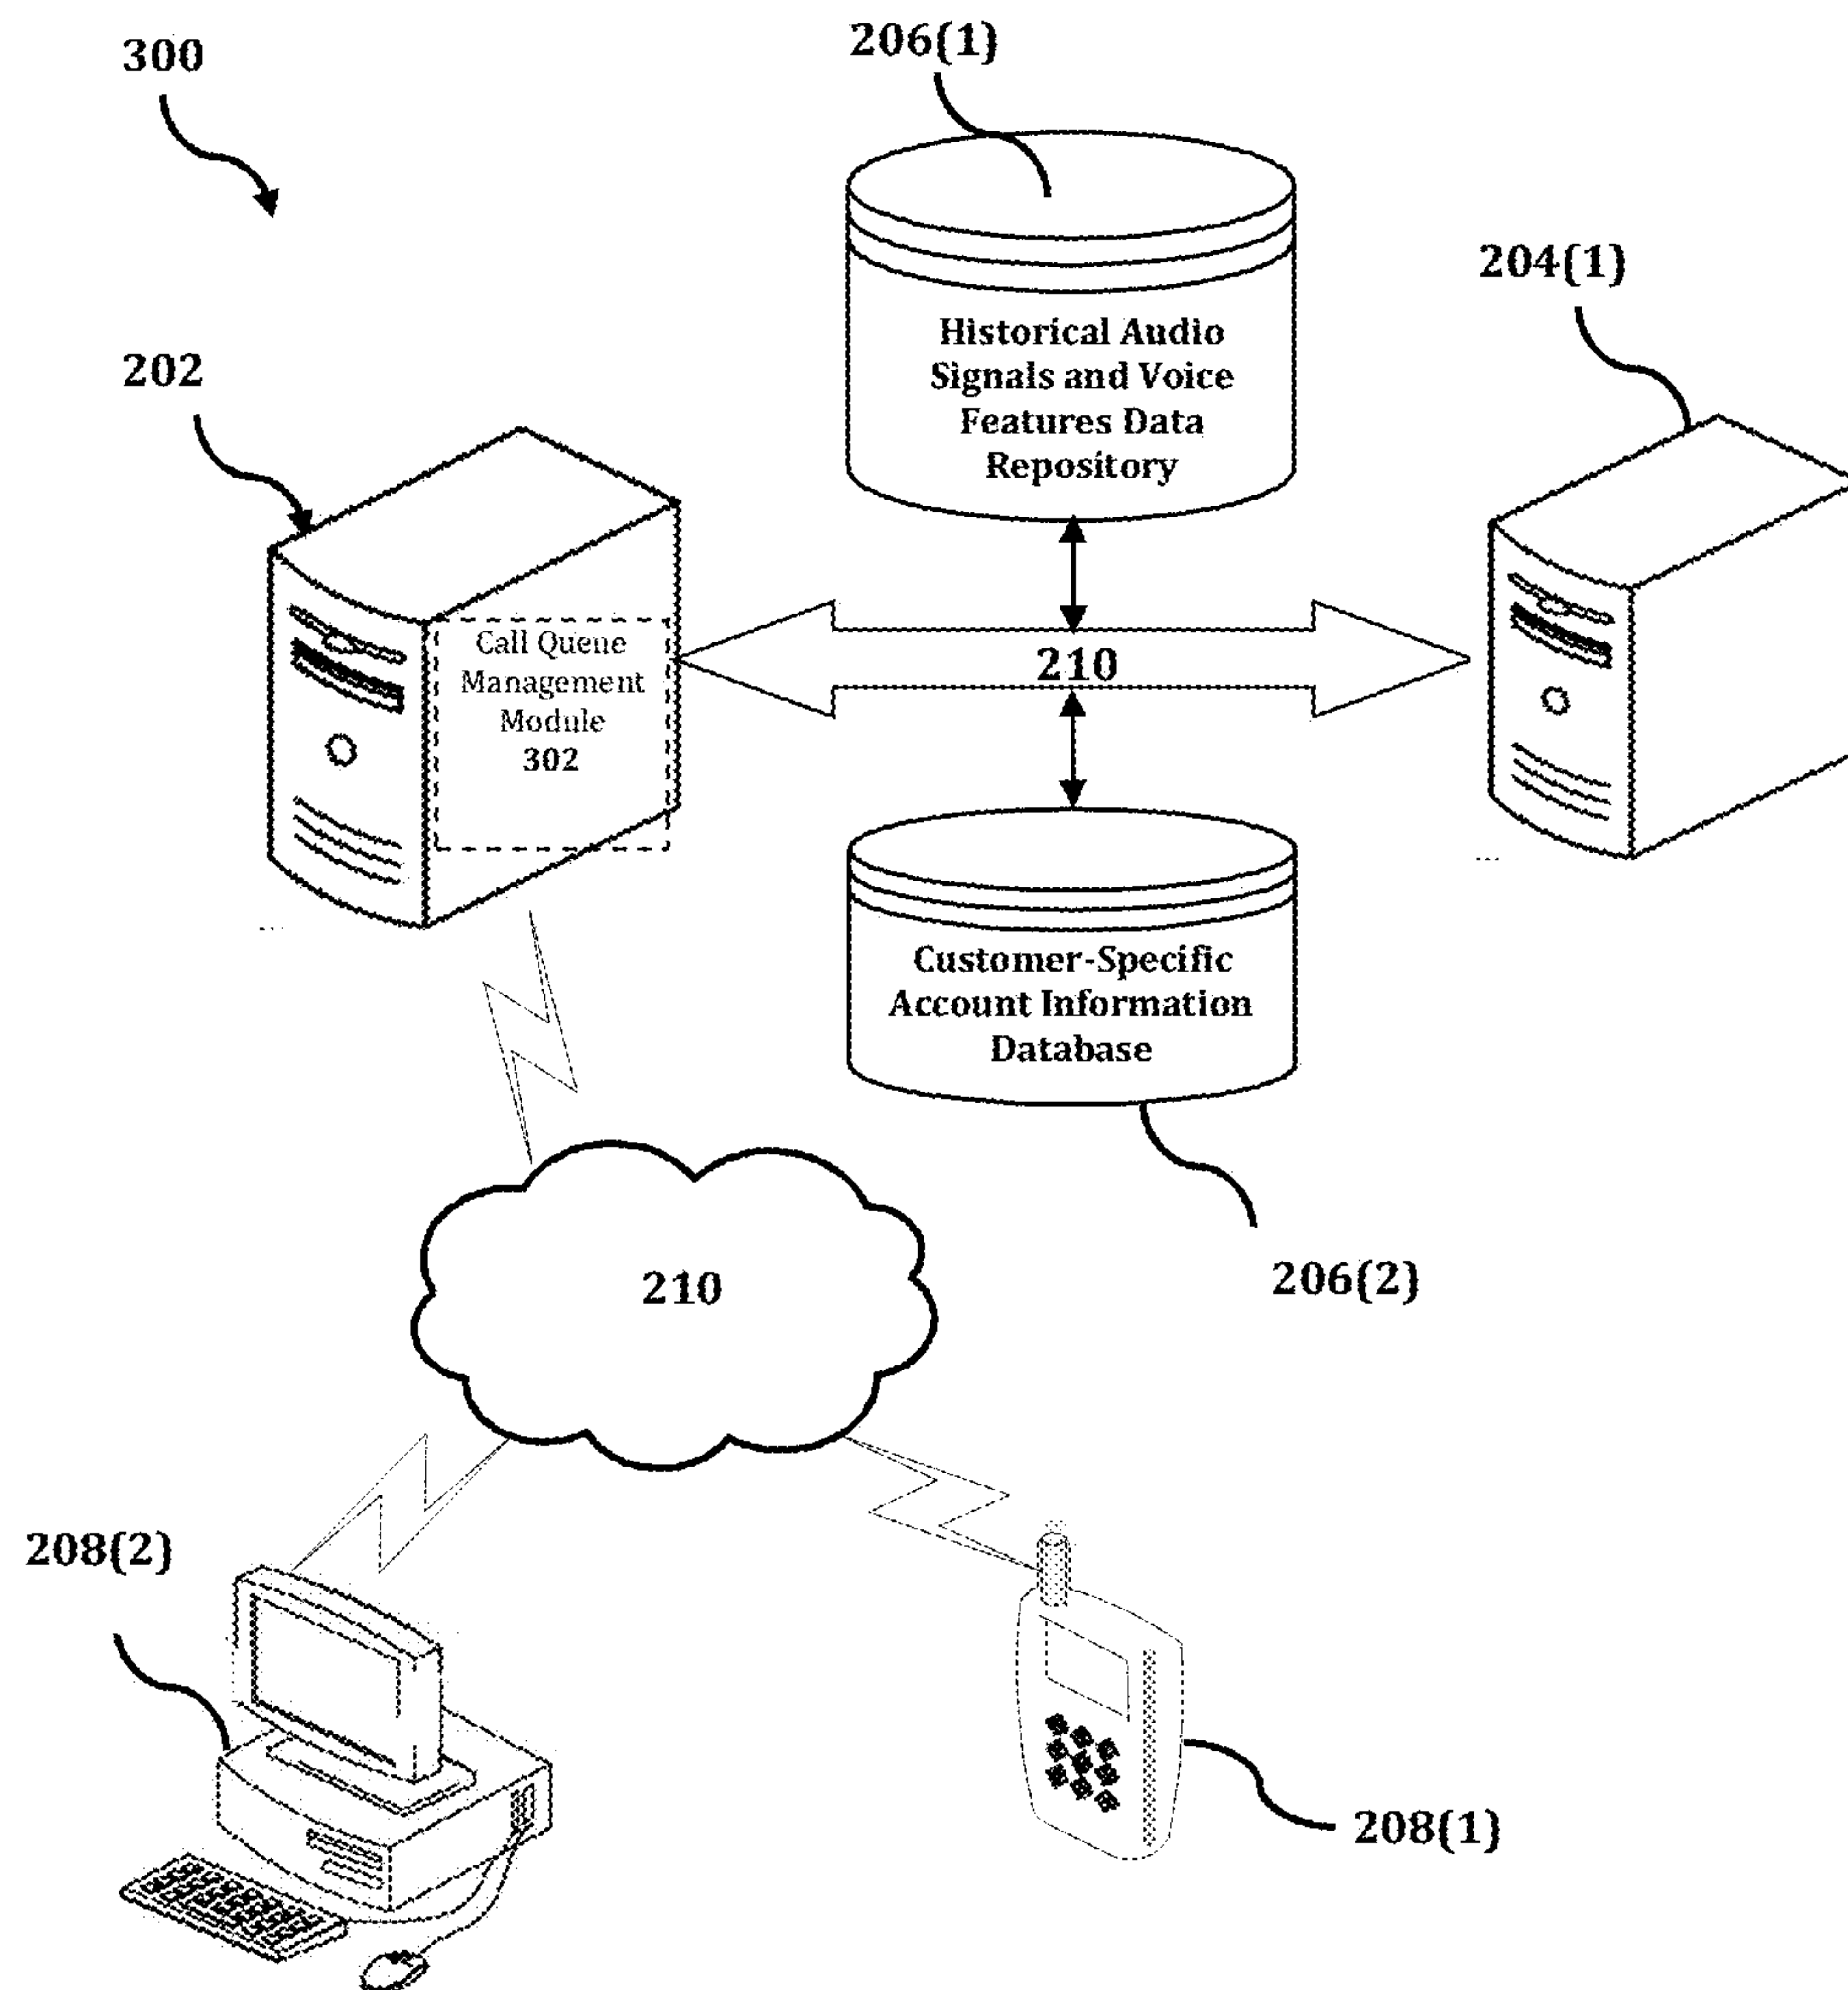 300
206(1)
204(1)
202
Historical Audio
Signals and Voice
Features Data
Repository
Call Queue
Management
Module
302
210
Customer-Specific
Account Information
Database
206(2)
210
208(2)
208(1)